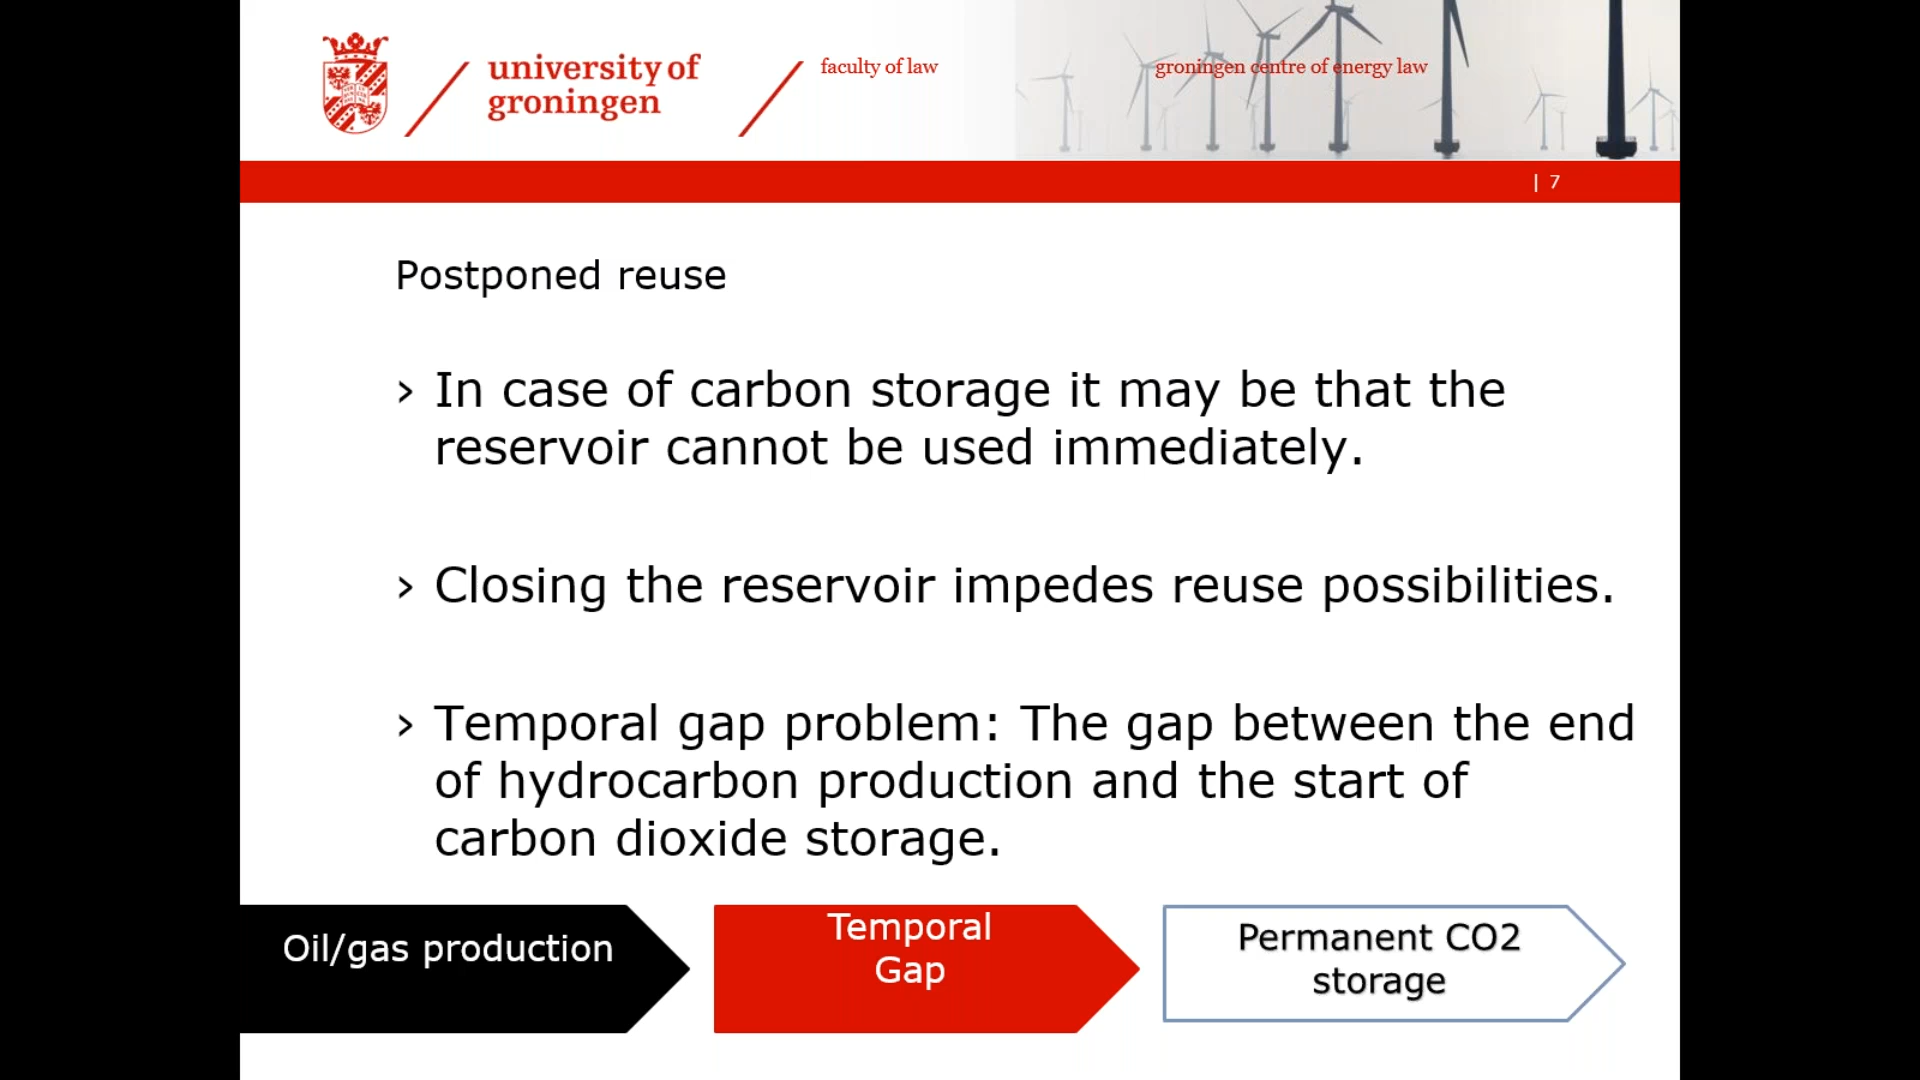 university of
groningen
faculty of law
groningen centre of energy law
| 7
Postponed reuse
› In case of carbon storage it may be that the
reservoir cannot be used immediately.
› Closing the reservoir impedes reuse possibilities.
› Temporal gap problem: The gap between the end
of hydrocarbon production and the start of
carbon dioxide storage.
Oil/gas production
Temporal
Gap
Permanent CO2
storage